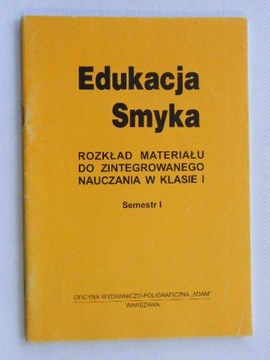 Edukacja
Smyka
ROZKŁAD MATERIAŁU
DO ZINTEGROWANEGO
NAUCZANIA W KLASIE I
Semestr I
OFICYNA WYDAWNICZO-POLIGRAFICZNA „ADAM"
WARSZAWA